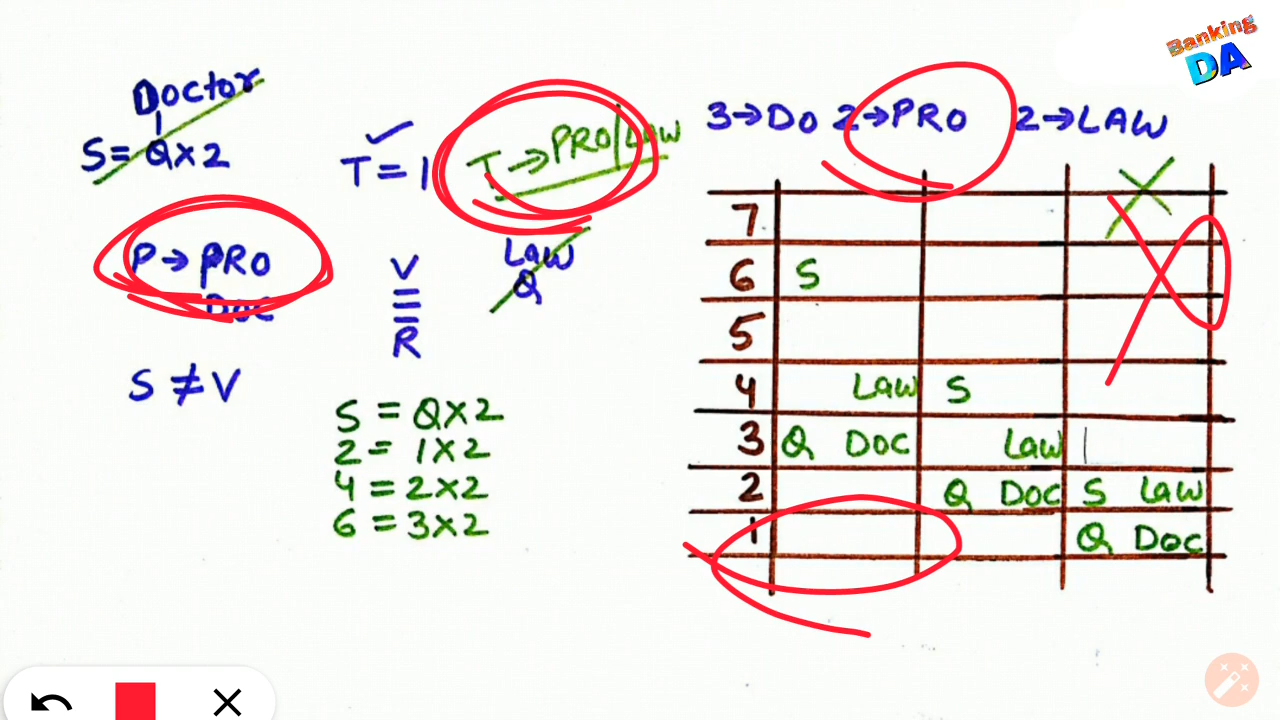 Banking
DA
Doctor
S= Q×2
T=1
T→PRO/LAW
3→DO 2→PRO 2→LAW
P→PRO
DOC
V
R
LAW
Q
S≠V
S = Q×2
2 = 1×2
4 = 2×2
6 = 3×2
7
6 S
5
4 Law S
3 Q DOC Law
2 Q DOC S Law
1 Q DOC